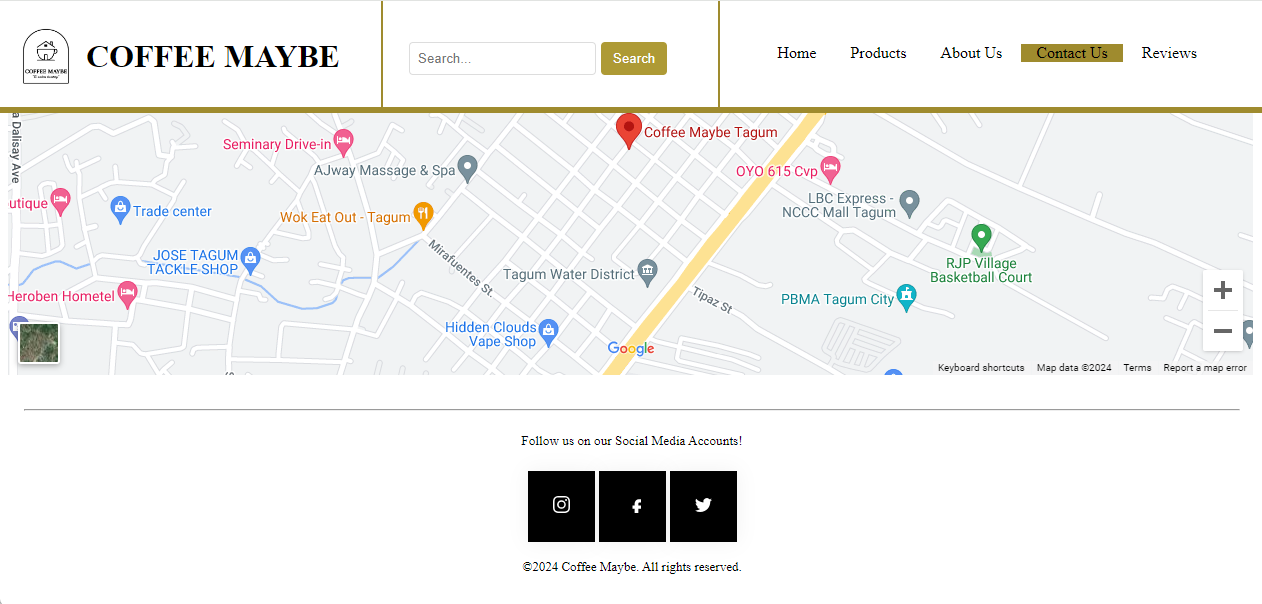 COFFEE MAYBE
COFFEE MAYBE
Search...
Search
Home
Products
About Us
Contact Us
Reviews
a Dalisay Ave
Seminary Drive-in
Coffee Maybe Tagum
AJway Massage & Spa
OYO 615 Cvp
utique
Trade center
Wok Eat Out - Tagum
LBC Express -
NCCC Mall Tagum
JOSE TAGUM
TACKLE SHOP
Mirafuentes St.
Tagum Water District
RJP Village
Basketball Court
Heroben Hometel
Tipaz St
PBMA Tagum City
Hidden Clouds
Vape Shop
Google
Keyboard shortcuts
Map data ©2024
Terms
Report a map error
Follow us on our Social Media Accounts!
©2024 Coffee Maybe. All rights reserved.